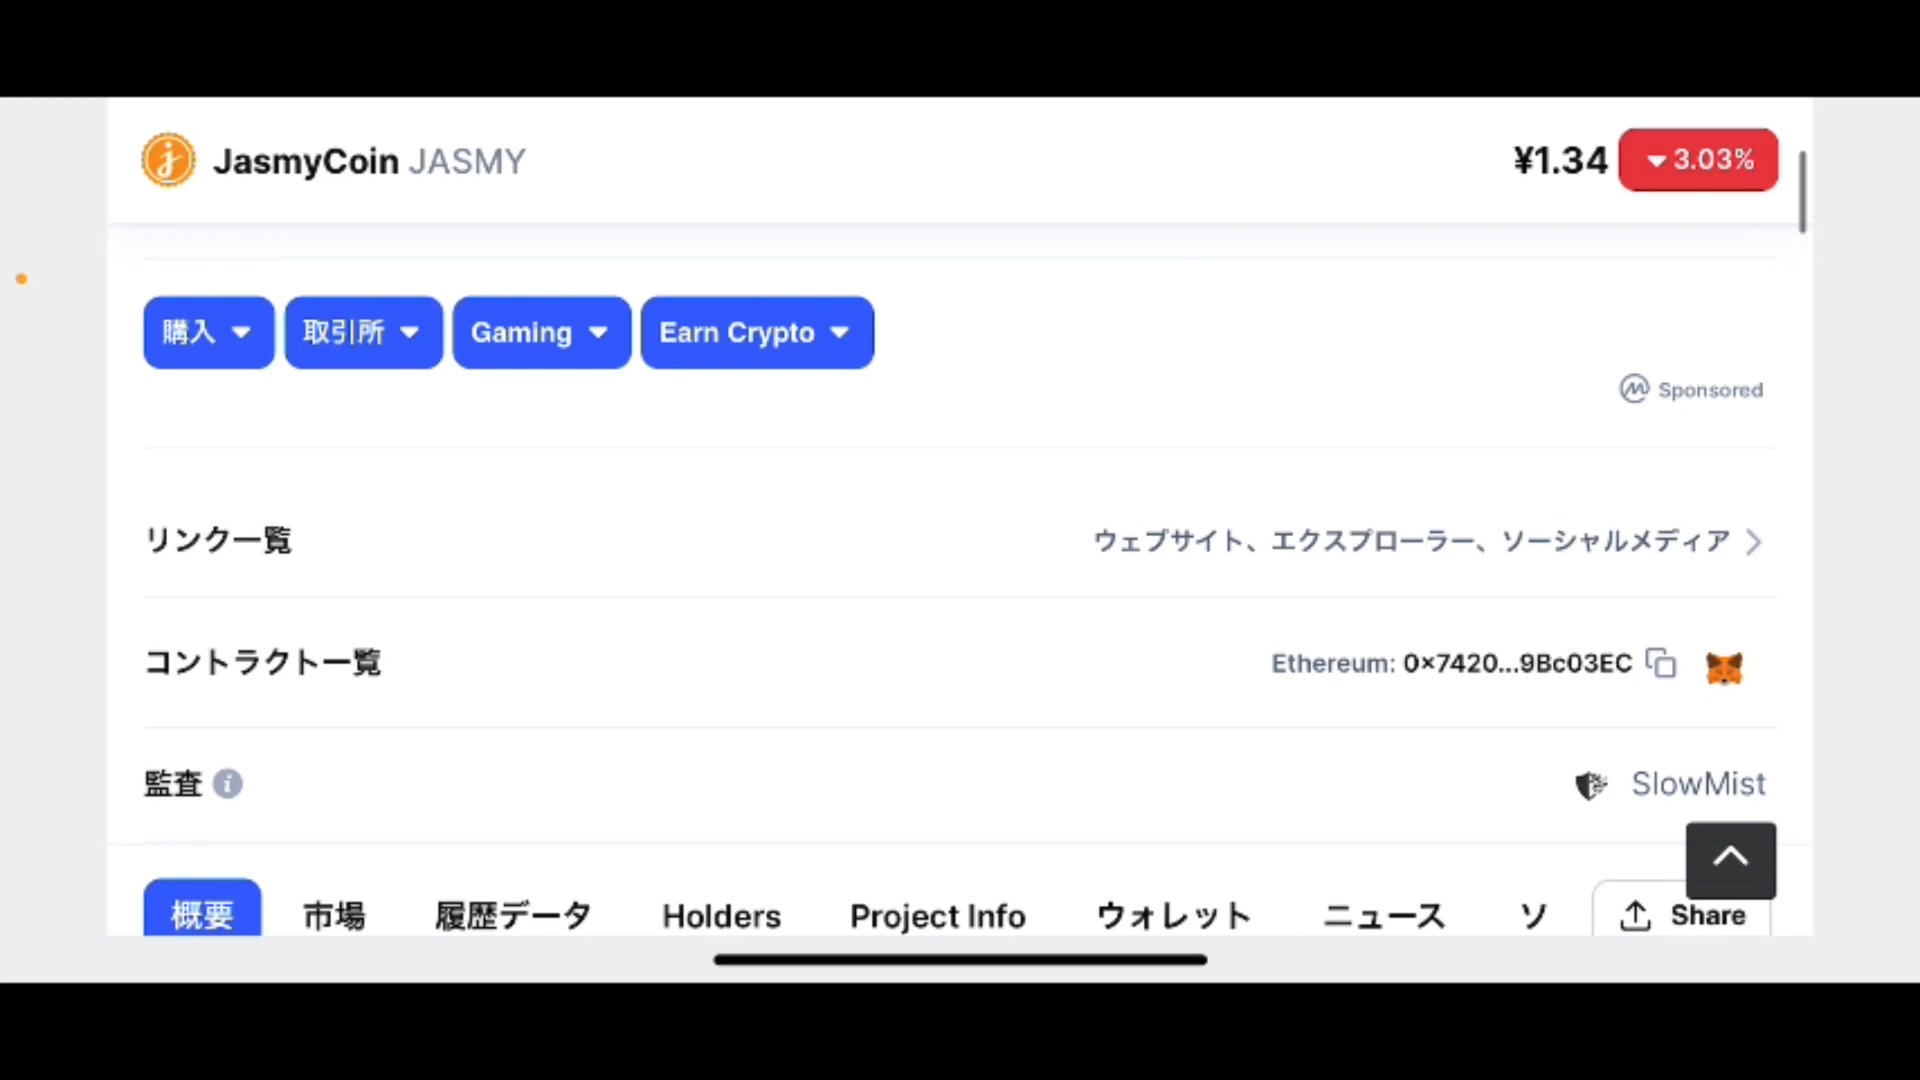 JasmyCoin JASMY
¥1.34 3.03%
購入 取引所 Gaming Earn Crypto
Sponsored
リンク一覧 ウェブサイト、エクスプローラー、ソーシャルメディア
コントラクト一覧 Ethereum: 0x7420...9Bc03EC
監査 SlowMist
概要 市場 履歴データ Holders Project Info ウォレット ニュース ソ Share